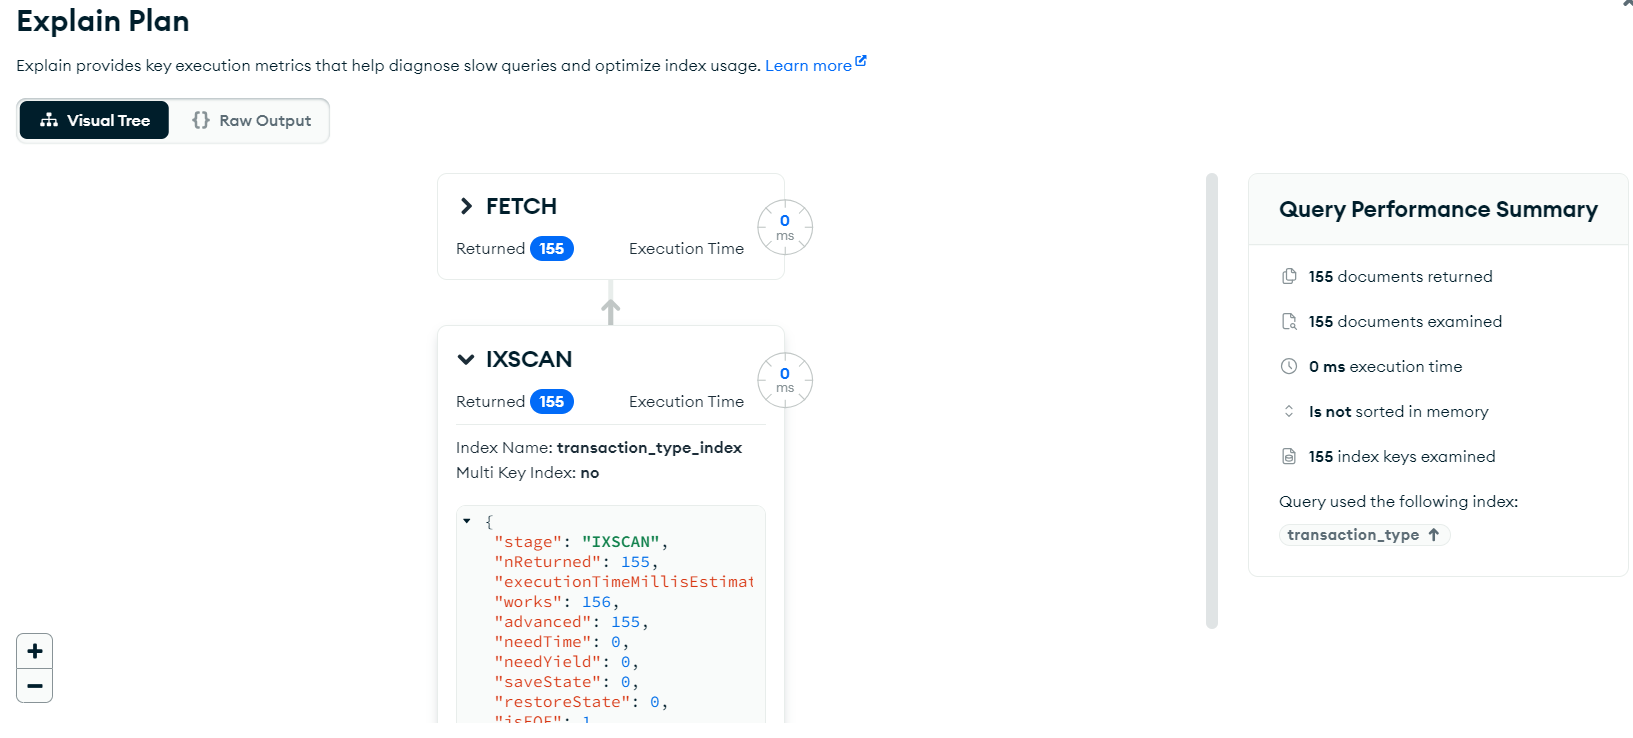 Explain Plan
Explain provides key execution metrics that help diagnose slow queries and optimize index usage. Learn more
Visual Tree
{} Raw Output
FETCH
Returned 155 Execution Time
0
ms
IXSCAN
Returned 155 Execution Time
0
ms
Index Name: transaction_type_index
Multi Key Index: no
{
"stage": "IXSCAN",
"nReturned": 155,
"executionTimeMillisEstimat
"works": 156,
"advanced": 155,
"needTime": 0,
"needYield": 0,
"saveState": 0,
"restoreState": 0,
"isEOF": 1
Query Performance Summary
155 documents returned
155 documents examined
0 ms execution time
Is not sorted in memory
155 index keys examined
Query used the following index:
transaction_type